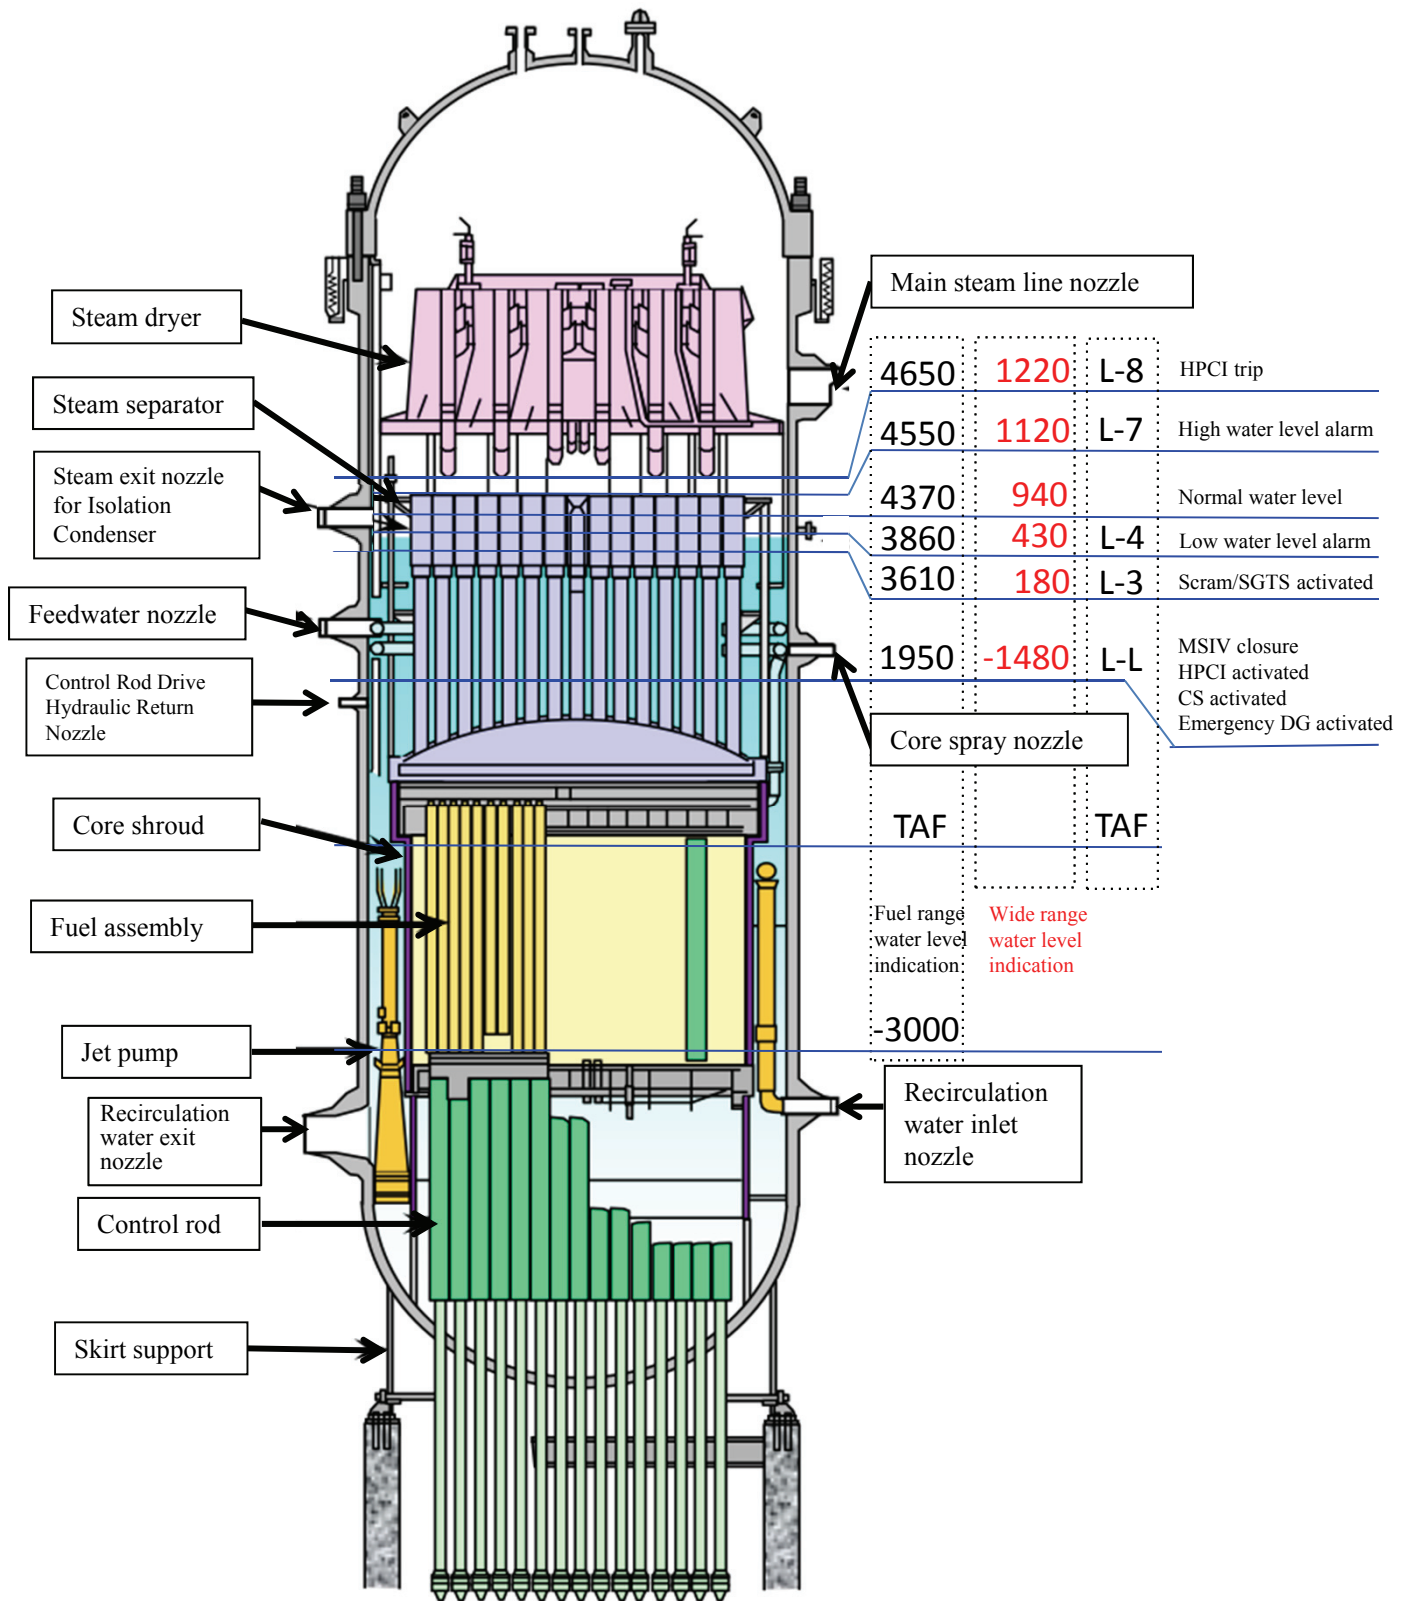 Main steam line nozzle
Steam dryer
4650 1220 L-8 HPCI trip
Steam separator
4550 1120 L-7 High water level alarm
Steam exit nozzle
for Isolation
Condenser
4370 940 Normal water level
3860 430 L-4 Low water level alarm
3610 180 L-3 Scram/SGTS activated
Feedwater nozzle
1950 -1480 L-L MSIV closure
HPCI activated
CS activated
Emergency DG activated
Control Rod Drive
Hydraulic Return
Nozzle
Core spray nozzle
Core shroud
TAF TAF
Fuel assembly
Fuel range
water level
indication
Wide range
water level
indication
-3000
Jet pump
Recirculation
water exit
nozzle
Recirculation
water inlet
nozzle
Control rod
Skirt support